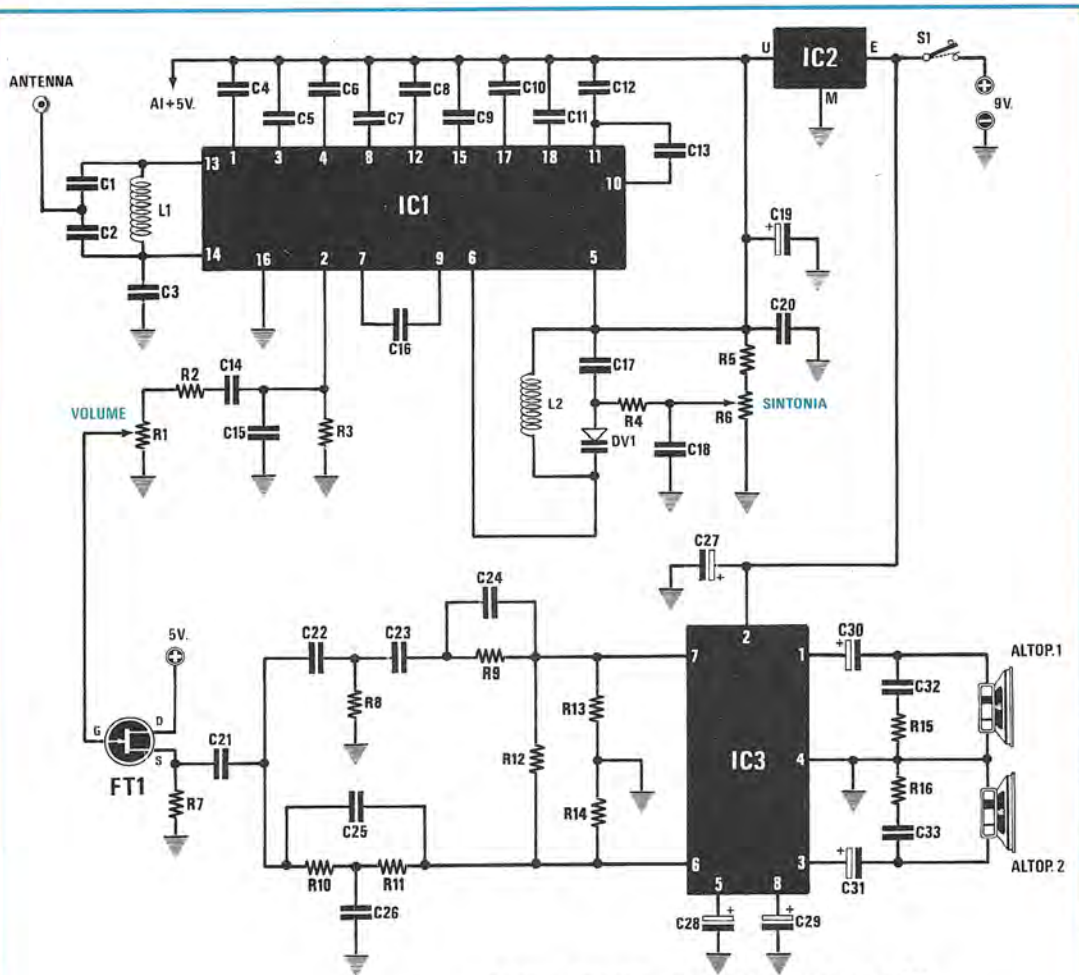 ANTENNA
AI+5V.
C4
C5
C6
C7
C8
C9
C10
C11
C12
C13
U
IC2
E
M
S1
9V.
C1
C2
L1
C3
13
14
1
3
4
8
12
15
17
18
11
10
IC1
16
2
7
9
6
5
C16
C19
C20
VOLUME
R1
R2
C14
C15
R3
L2
C17
R4
DV1
C18
R5
R6
SINTONIA
C27
5V.
G
D
S
FT1
R7
C21
C22
C23
C24
R8
R9
R12
R13
R14
C25
R10
R11
C26
2
7
6
IC3
1
4
3
5
8
C28
C29
C30
C31
C32
R15
R16
C33
ALTOP.1
ALTOP.2